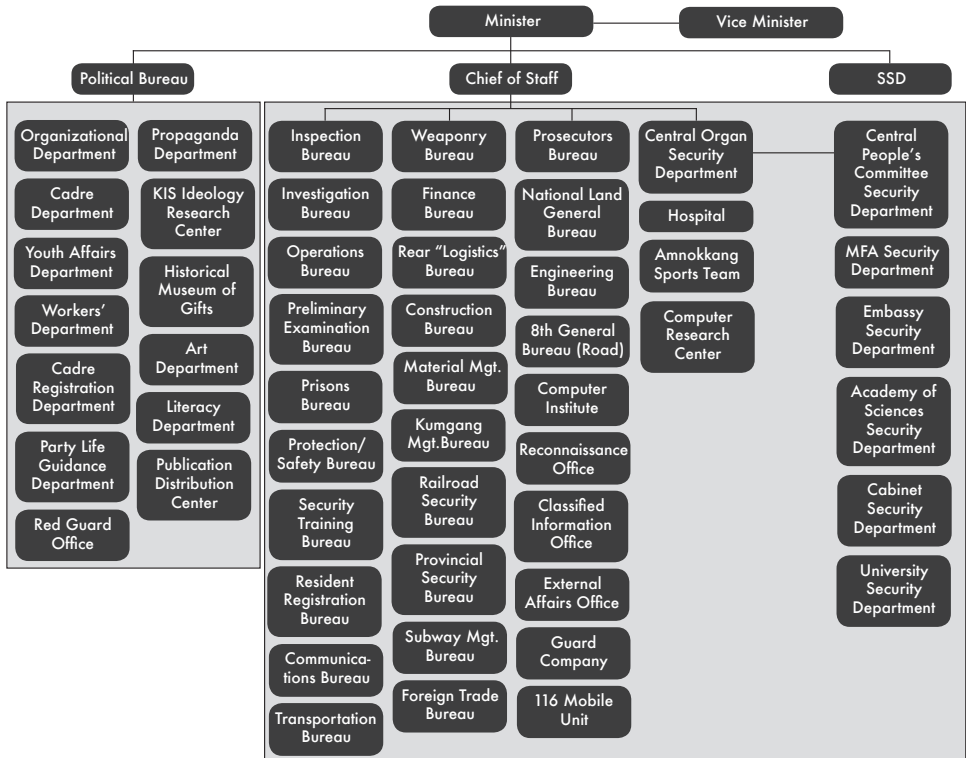 Minister
Vice Minister
Political Bureau
Chief of Staff
SSD
Organizational
Department
Cadre
Department
Youth Affairs
Department
Workers'
Department
Cadre
Registration
Department
Party Life
Guidance
Department
Red Guard
Office
Propaganda
Department
KIS Ideology
Research
Center
Historical
Museum of
Gifts
Art
Department
Literacy
Department
Publication
Distribution
Center
Inspection
Bureau
Investigation
Bureau
Operations
Bureau
Preliminary
Examination
Bureau
Prisons
Bureau
Protection/
Safety Bureau
Security
Training
Bureau
Resident
Registration
Bureau
Communica-
tions Bureau
Transportation
Bureau
Weaponry
Bureau
Finance
Bureau
Rear “Logistics”
Bureau
Construction
Bureau
Material Mgt.
Bureau
Kumgang
Mgt.Bureau
Railroad
Security
Bureau
Provincial
Security
Bureau
Subway Mgt.
Bureau
Foreign Trade
Bureau
Prosecutors
Bureau
National Land
General
Bureau
Engineering
Bureau
8th General
Bureau (Road)
Computer
Institute
Reconnaissance
Office
Classified
Information
Office
External
Affairs Office
Guard
Company
116 Mobile
Unit
Central Organ
Security
Department
Hospital
Amnokkang
Sports Team
Computer
Research
Center
Central
People’s
Committee
Security
Department
MFA Security
Department
Embassy
Security
Department
Academy of
Sciences
Security
Department
Cabinet
Security
Department
University
Security
Department